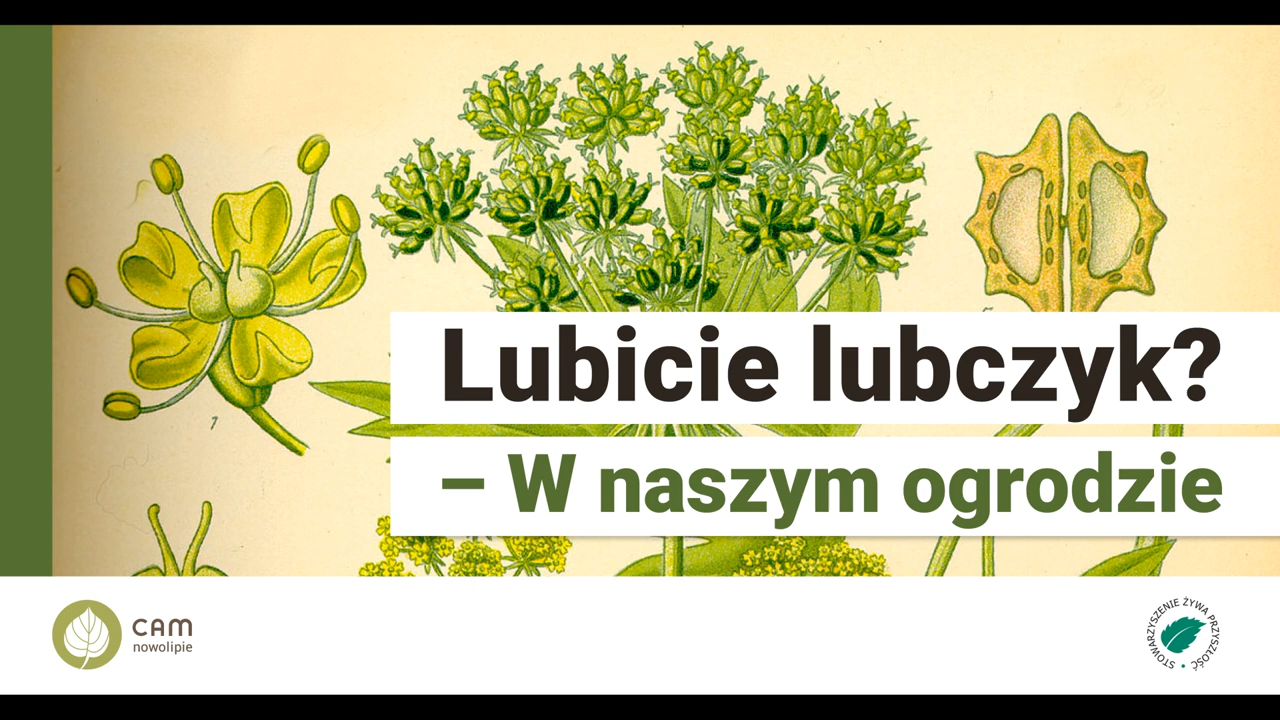 Lubicie lubczyk?
– W naszym ogrodzie
CAM
nowolipie
STOWARZYSZENIE ŻYWA PRZYSZŁOŚĆ